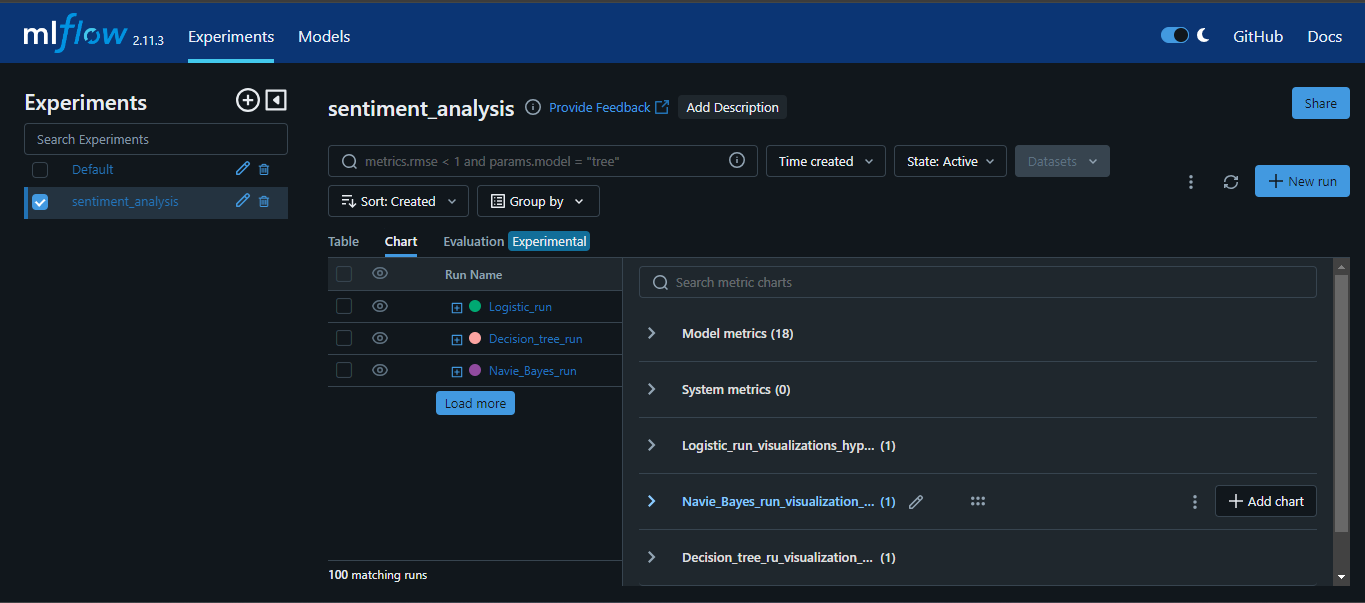 mlflow 2.11.3 Experiments Models GitHub Docs
Experiments
Search Experiments
Default
sentiment_analysis
sentiment_analysis Provide Feedback Add Description Share
metrics.rmse < 1 and params.model = "tree" Time created State: Active Datasets
New run
Sort: Created Group by
Table Chart Evaluation Experimental
Run Name
Logistic_run
Decision_tree_run
Navie_Bayes_run
Load more
100 matching runs
Search metric charts
Model metrics (18)
System metrics (0)
Logistic_run_visualizations_hyp... (1)
Navie_Bayes_run_visualization_... (1) Add chart
Decision_tree_ru_visualization_... (1)